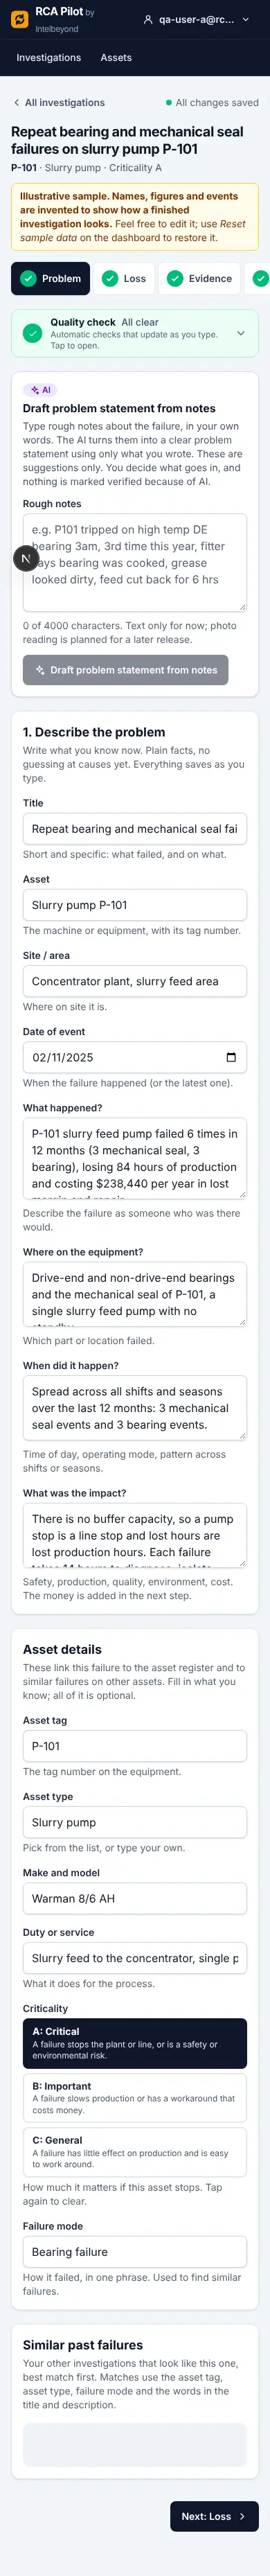 RCA Pilot by
Intelbeyond
qa-user-a@rc...
Investigations Assets
All investigations
All changes saved
Repeat bearing and mechanical seal
failures on slurry pump P-101
P-101 · Slurry pump · Criticality A
Illustrative sample. Names, figures and events
are invented to show how a finished
investigation looks. Feel free to edit it; use Reset
sample data on the dashboard to restore it.
Problem Loss Evidence
Quality check All clear
Automatic checks that update as you type.
Tap to open.
AI
Draft problem statement from notes
Type rough notes about the failure, in your own
words. The AI turns them into a clear problem
statement using only what you wrote. These are
suggestions only. You decide what goes in, and
nothing is marked verified because of AI.
Rough notes
e.g. P101 tripped on high temp DE
bearing 3am, 3rd time this year, fitter
says bearing was cooked, grease
looked dirty, feed cut back for 6 hrs
N
0 of 4000 characters. Text only for now; photo
reading is planned for a later release.
Draft problem statement from notes
1. Describe the problem
Write what you know now. Plain facts, no
guessing at causes yet. Everything saves as you
type.
Title
Repeat bearing and mechanical seal fai
Short and specific: what failed, and on what.
Asset
Slurry pump P-101
The machine or equipment, with its tag number.
Site / area
Concentrator plant, slurry feed area
Where on site it is.
Date of event
02/11/2025
When the failure happened (or the latest one).
What happened?
P-101 slurry feed pump failed 6 times in
12 months (3 mechanical seal, 3
bearing), losing 84 hours of production
and costing $238,440 per year in lost
margin and repair
Describe the failure as someone who was there
would.
Where on the equipment?
Drive-end and non-drive-end bearings
and the mechanical seal of P-101, a
single slurry feed pump with no
standby
Which part or location failed.
When did it happen?
Spread across all shifts and seasons
over the last 12 months: 3 mechanical
seal events and 3 bearing events.
Time of day, operating mode, pattern across
shifts or seasons.
What was the impact?
There is no buffer capacity, so a pump
stop is a line stop and lost hours are
lost production hours. Each failure
takes 14 hours to diagnose, isolate
Safety, production, quality, environment, cost.
The money is added in the next step.
Asset details
These link this failure to the asset register and to
similar failures on other assets. Fill in what you
know; all of it is optional.
Asset tag
P-101
The tag number on the equipment.
Asset type
Slurry pump
Pick from the list, or type your own.
Make and model
Warman 8/6 AH
Duty or service
Slurry feed to the concentrator, single p
What it does for the process.
Criticality
A: Critical
A failure stops the plant or line, or is a safety or
environmental risk.
B: Important
A failure slows production or has a workaround that
costs money.
C: General
A failure has little effect on production and is easy
to work around.
How much it matters if this asset stops. Tap
again to clear.
Failure mode
Bearing failure
How it failed, in one phrase. Used to find similar
failures.
Similar past failures
Your other investigations that look like this one,
best match first. Matches use the asset tag,
asset type, failure mode and the words in the
title and description.
Next: Loss